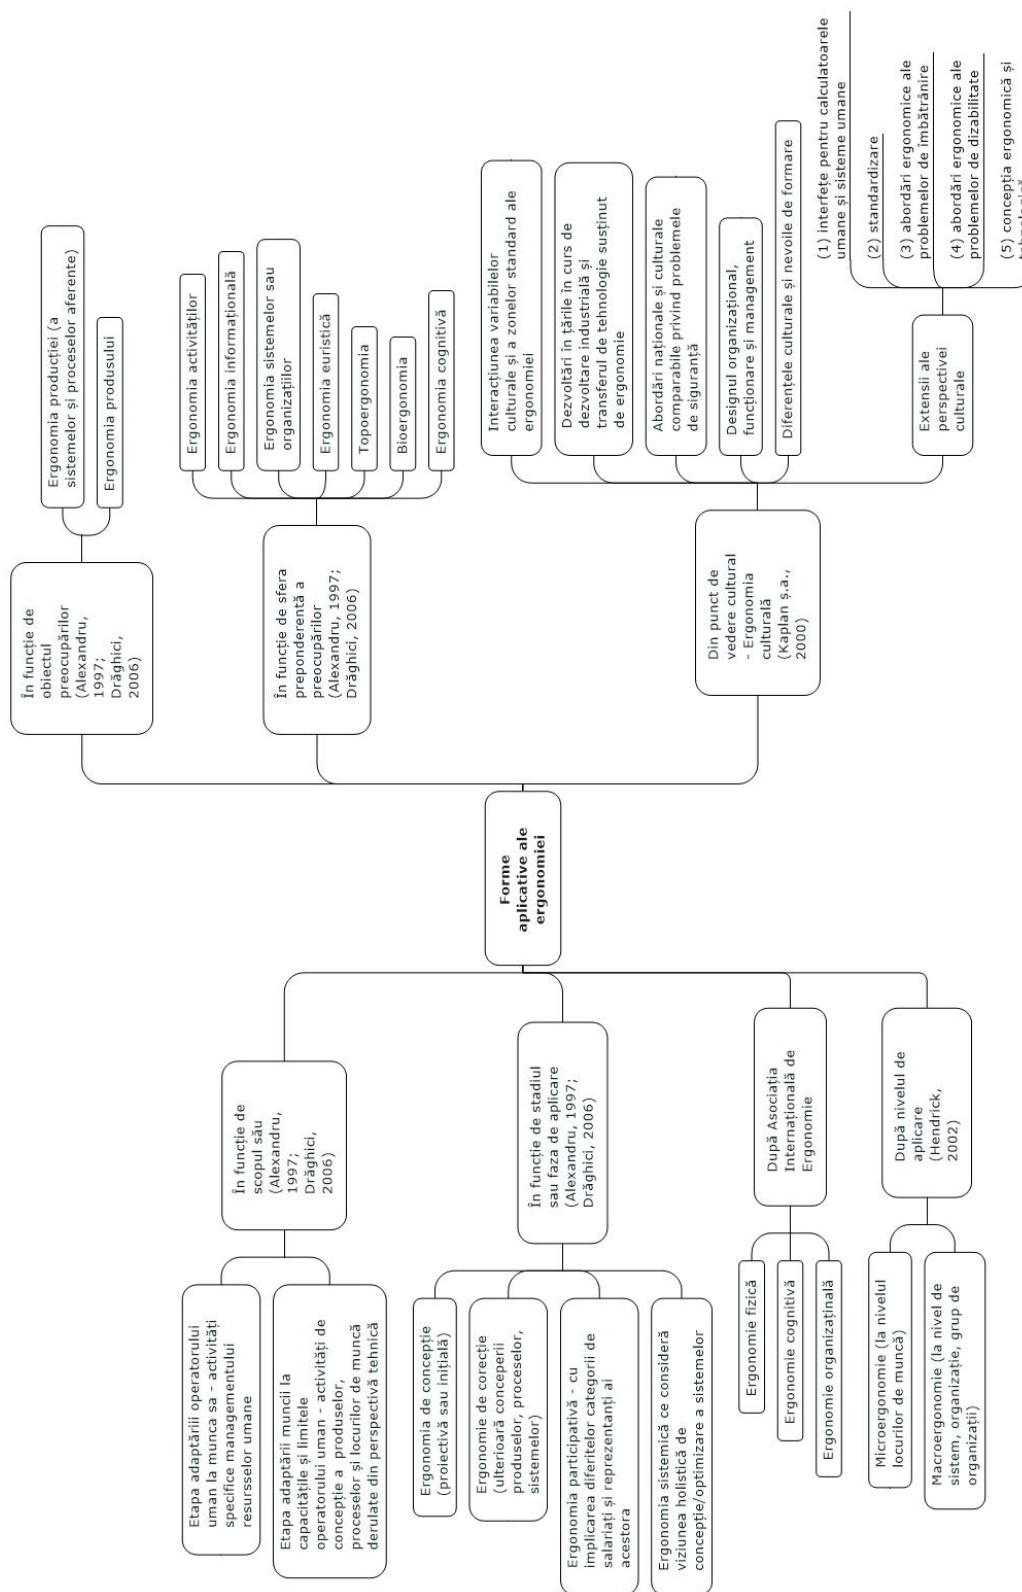 Forme
aplicative ale
ergonomiei
În funcție de
scopul său
(Alexandru,
1997;
Drăghici,
2006)
Etapa adaptăriii operatorului
uman la munca sa - activități
specifice managementului
resursselor umane
Etapa adaptării muncii la
capacitățile și limitele
operatorului uman - activități de
concepție a produselor,
proceselor și locurilor de muncă
derulate din perspectivă tehnică
În funcție de stadiul
sau faza de aplicare
(Alexandru, 1997;
Drăghici, 2006)
Ergonomia de concepție
(proiectivă sau inițială)
Ergonomie de corecție
(ulterioară conceperii
produselor, proceselor,
sistemelor)
Ergonomia participativă - cu
implicarea diferitelor categorii de
salariați și reprezentanți ai
acestora
Ergonomia sistemică ce consideră
viziunea holistică de
concepție/optimizare a sistemelor
După Asociația
Internațională de
Ergonomie
Ergonomie fizică
Ergonomie cognitivă
Ergonomie organizaținală
După nivelul de
aplicare
(Hendrick,
2002)
Microergonomie (la nivelul
locurilor de muncă)
Macroergonomie (la nivel de
sistem, organizație, grup de
organizații)
În funcție de
obiectul
preocupărilor
(Alexandru,
1997;
Drăghici,
2006)
Ergonomia producției (a
sistemelor și proceselor aferente)
Ergonomia produsului
În funcție de sfera
preponderentă a
preocupărilor
(Alexandru, 1997;
Drăghici, 2006)
Ergonomia activităților
Ergonomia informațională
Ergonomia sistemelor sau
organizațiilor
Ergonomia euristică
Topoergonomia
Bioergonomia
Ergonomia cognitivă
Din punct de
vedere cultural
- Ergonomia
culturală
(Kaplan ș.a.,
2000)
Interacțiunea variabilelor
culturale și a zonelor standard ale
ergonomiei
Dezvoltări în țările în curs de
dezvoltare industrială și
transferul de tehnologie susținut
de ergonomie
Abordări naționale și culturale
comparabile privind problemele
de siguranță
Designul organizațional,
funcționare și management
Diferențele culturale și nevoile de formare
Extensii ale
perspectivei
culturale
(1) interfețe pentru calculatoarele
umane și sisteme umane
(2) standardizare
(3) abordări ergonomice ale
problemelor de îmbătrânire
(4) abordări ergonomice ale
problemelor de dizabilitate
(5) concepția ergonomică și